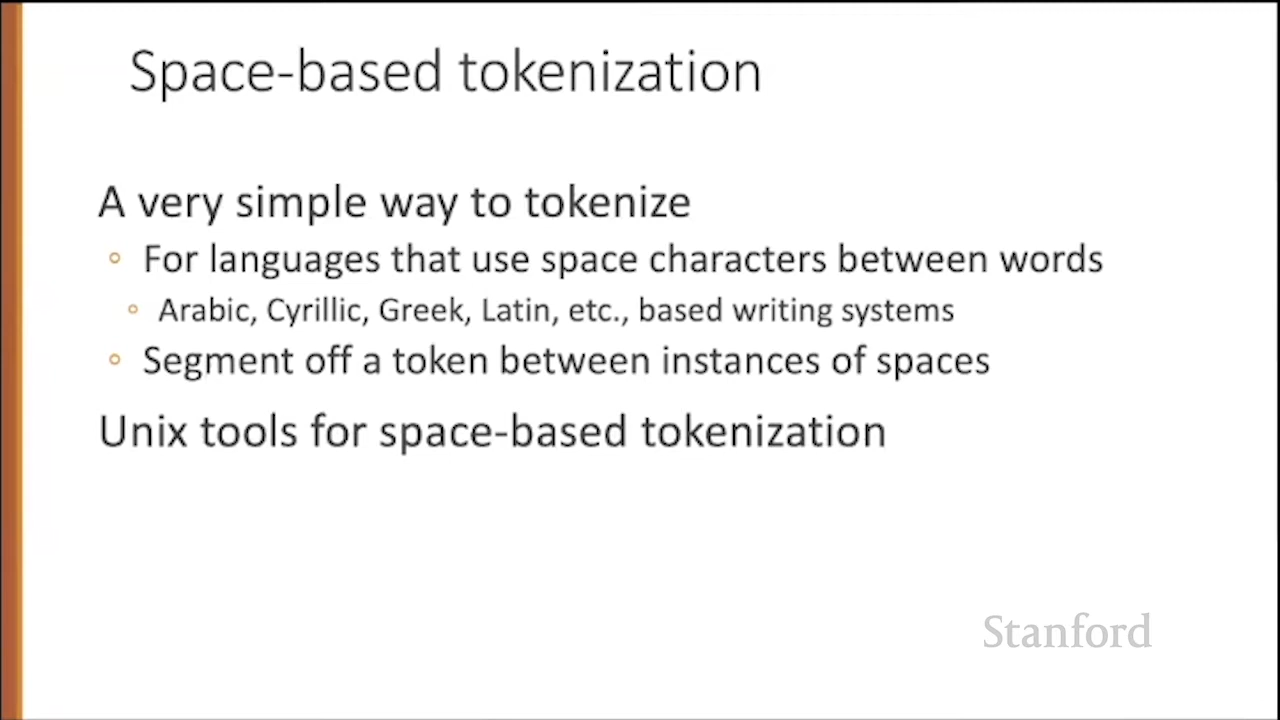 Space-based tokenization
A very simple way to tokenize
◦ For languages that use space characters between words
◦ Arabic, Cyrillic, Greek, Latin, etc., based writing systems
◦ Segment off a token between instances of spaces
Unix tools for space-based tokenization
Stanford